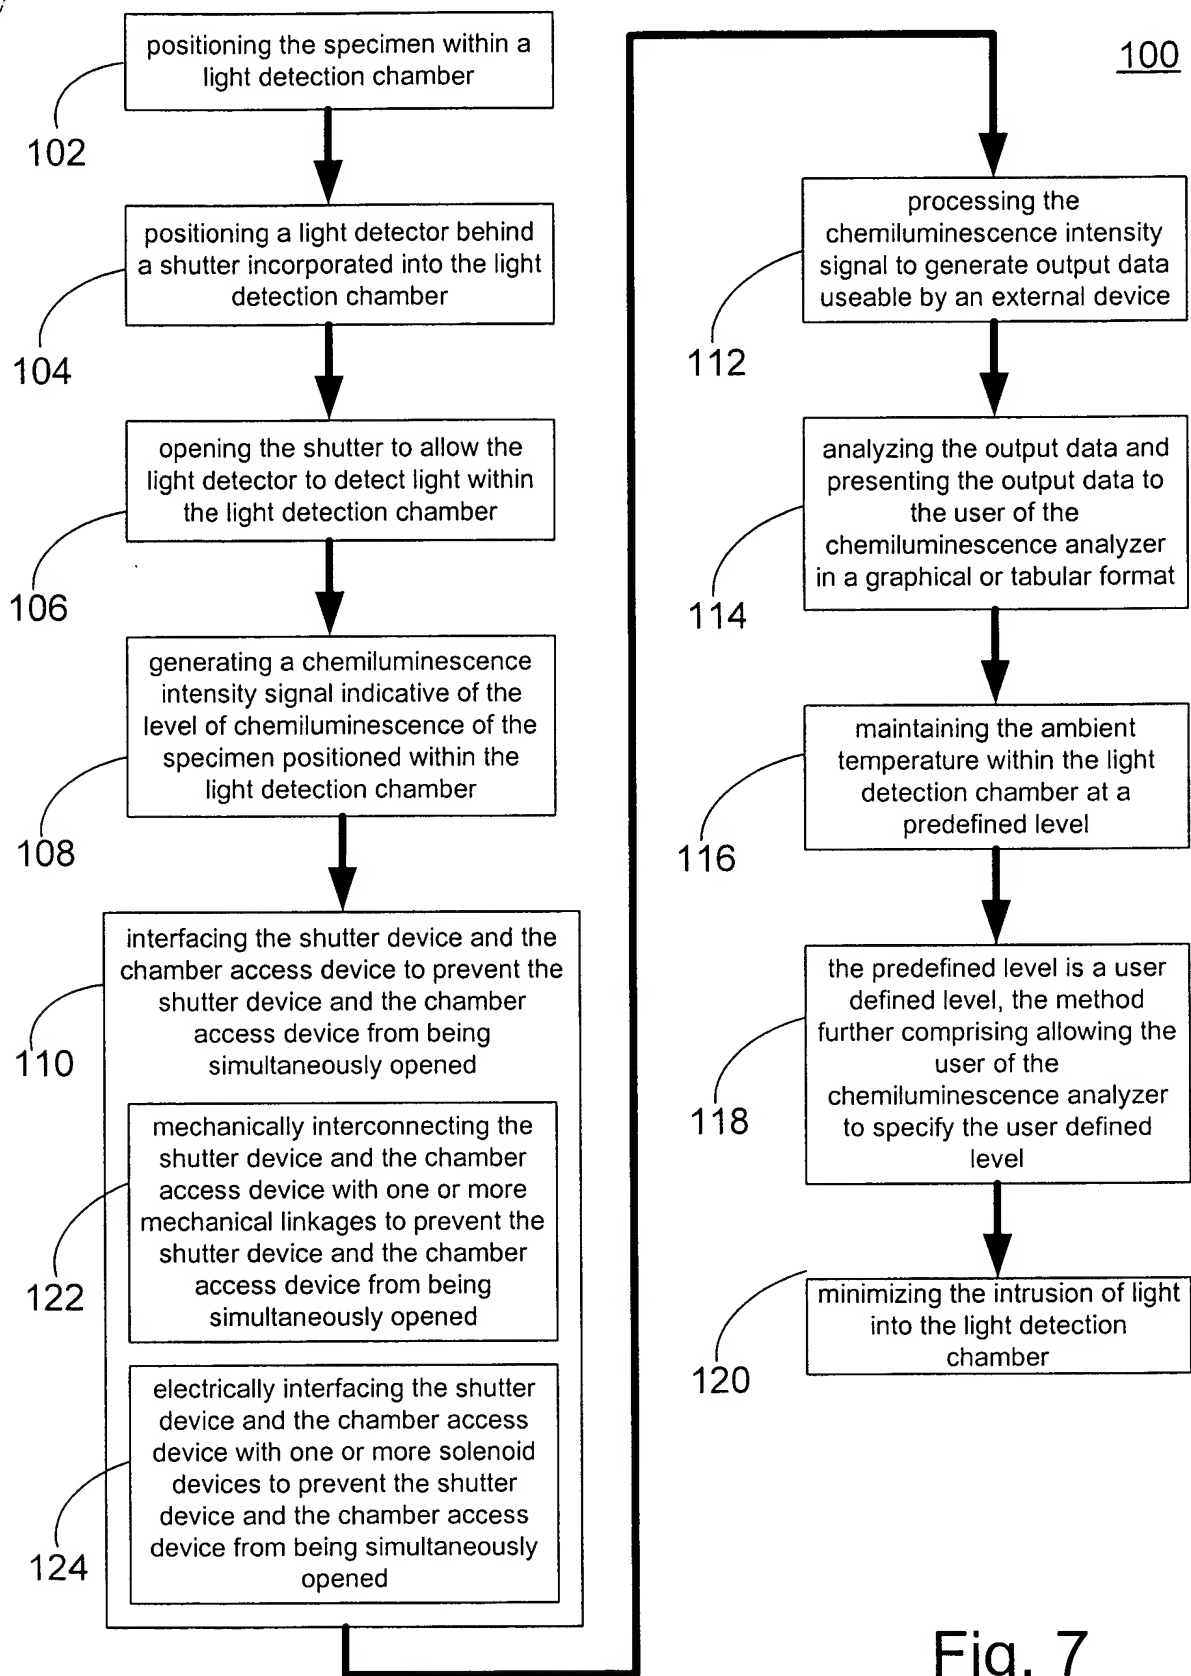 positioning the specimen within a
light detection chamber
102
positioning a light detector behind
a shutter incorporated into the light
detection chamber
104
opening the shutter to allow the
light detector to detect light within
the light detection chamber
106
generating a chemiluminescence
intensity signal indicative of the
level of chemiluminescence of the
specimen positioned within the
light detection chamber
108
interfacing the shutter device and the
chamber access device to prevent the
shutter device and the chamber
access device from being
simultaneously opened
110
mechanically interconnecting the
shutter device and the chamber
access device with one or more
mechanical linkages to prevent the
shutter device and the chamber
access device from being
simultaneously opened
122
electrically interfacing the shutter
device and the chamber access
device with one or more solenoid
devices to prevent the shutter
device and the chamber access
device from being simultaneously
opened
124
100
processing the
chemiluminescence intensity
signal to generate output data
useable by an external device
112
analyzing the output data and
presenting the output data to
the user of the
chemiluminescence analyzer
in a graphical or tabular format
114
maintaining the ambient
temperature within the light
detection chamber at a
predefined level
116
the predefined level is a user
defined level, the method
further comprising allowing the
user of the
chemiluminescence analyzer
to specify the user defined
level
118
minimizing the intrusion of light
into the light detection
chamber
120
Fig. 7